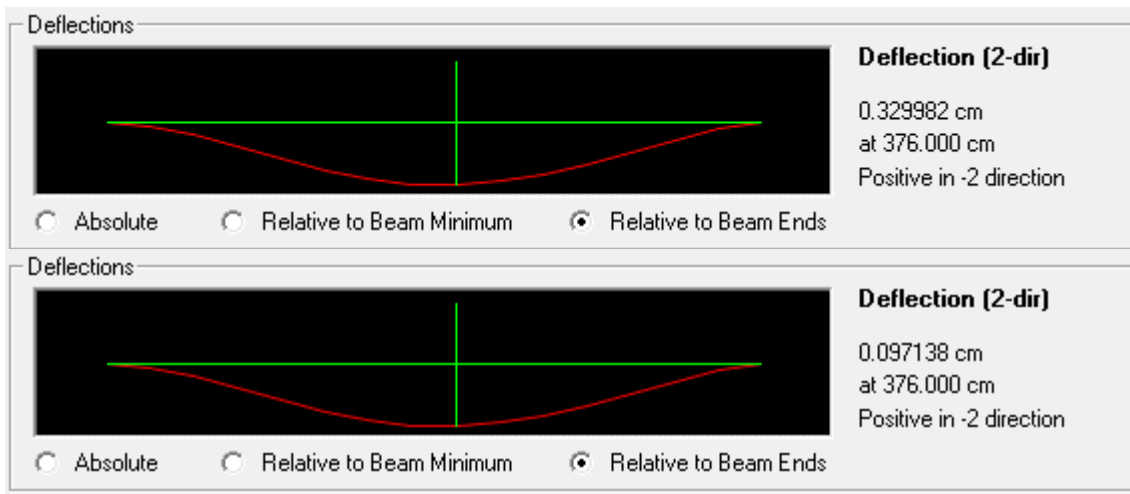 Deflections
Deflection (2-dir)
0.329982 cm
at 376.000 cm
Positive in -2 direction
Absolute Relative to Beam Minimum Relative to Beam Ends
Deflections
Deflection (2-dir)
0.097138 cm
at 376.000 cm
Positive in -2 direction
Absolute Relative to Beam Minimum Relative to Beam Ends